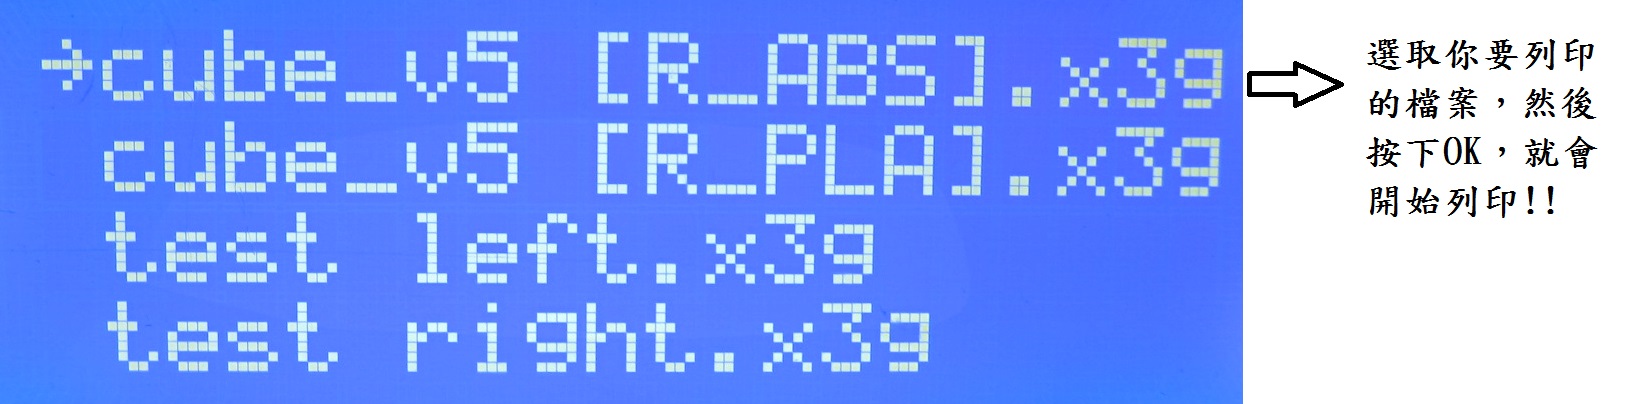 →cube_v5 [R_ABS].x3g
cube_v5 [R_PLA].x3g
test left.x3g
test right.x3g
選取你要列印
的檔案，然後
按下OK，就會
開始列印!!